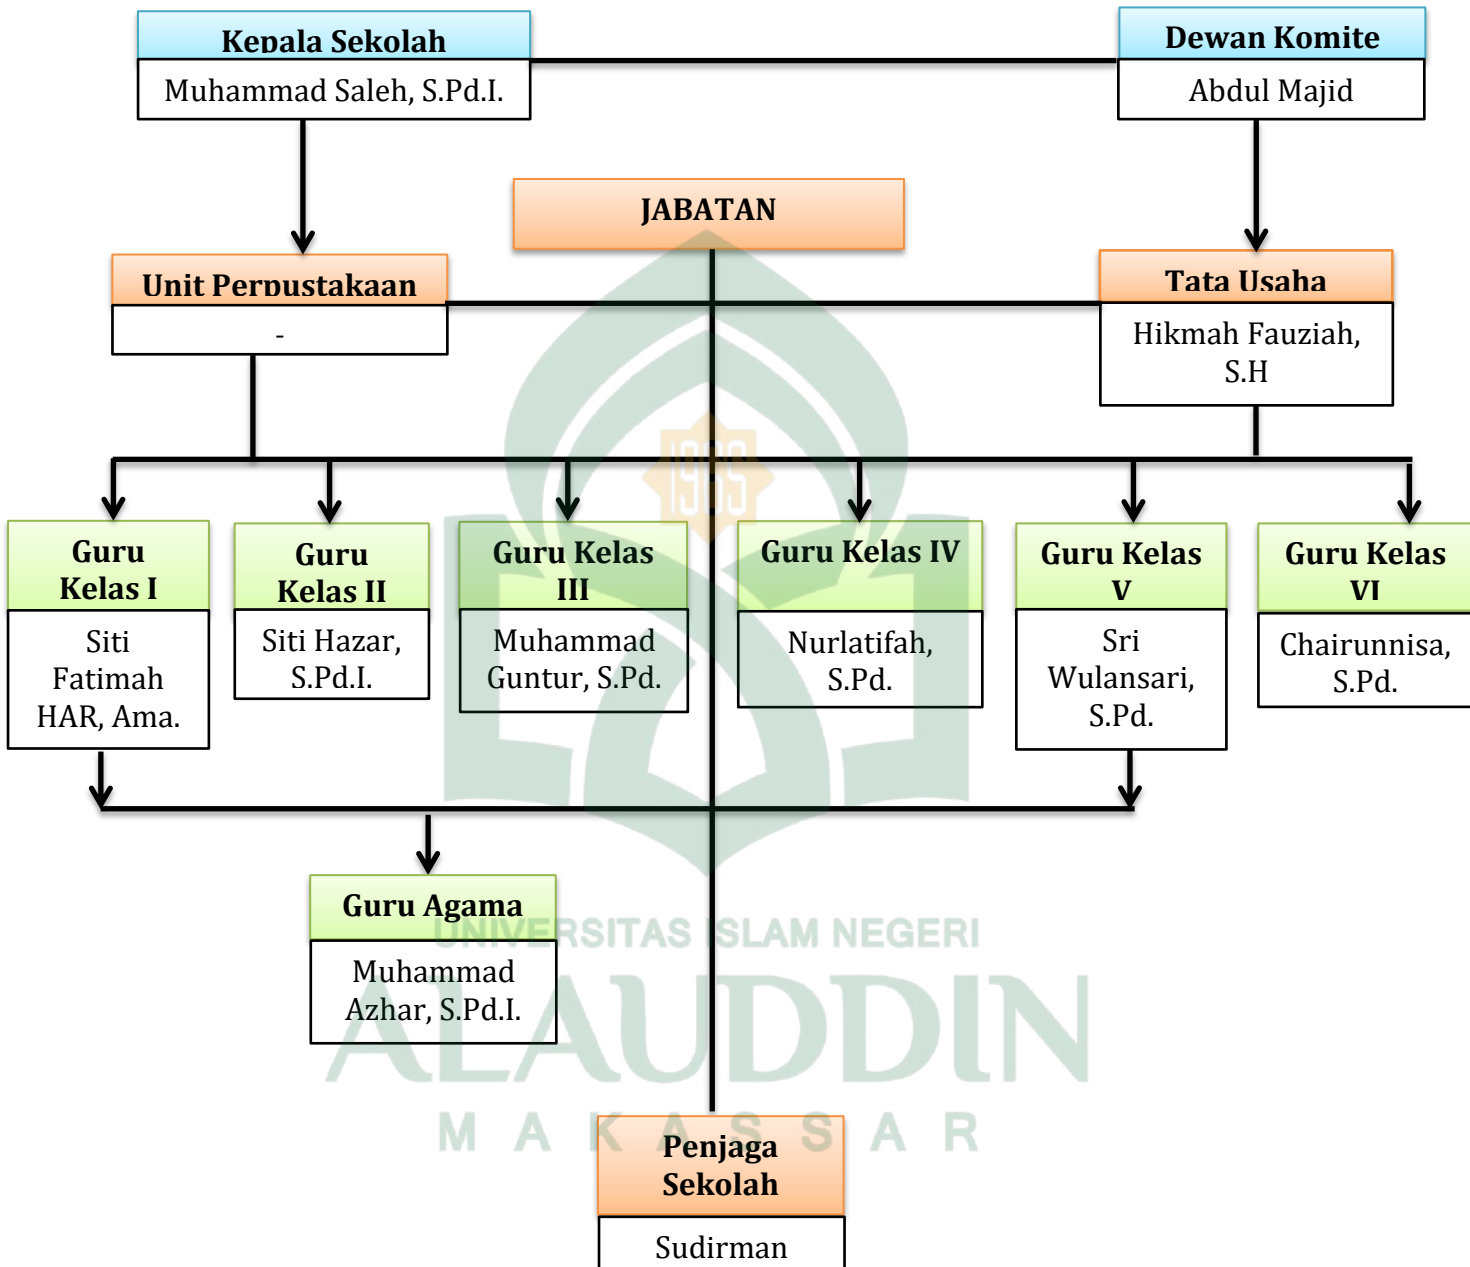 Kepala Sekolah
Muhammad Saleh, S.Pd.I.
Dewan Komite
Abdul Majid
JABATAN
Unit Perpustakaan
-
Tata Usaha
Hikmah Fauziah,
S.H
1965
Guru
Kelas I
Siti
Fatimah
HAR, Ama.
Guru
Kelas II
Siti Hazar,
S.Pd.I.
Guru Kelas
III
Muhammad
Guntur, S.Pd.
Guru Kelas IV
Nurlatifah,
S.Pd.
Guru Kelas
V
Sri
Wulansari,
S.Pd.
Guru Kelas
VI
Chairunnisa,
S.Pd.
Guru Agama
Muhammad
Azhar, S.Pd.I.
UNIVERSITAS ISLAM NEGERI
ALAUDDIN
MAKASSAR
Penjaga
Sekolah
Sudirman